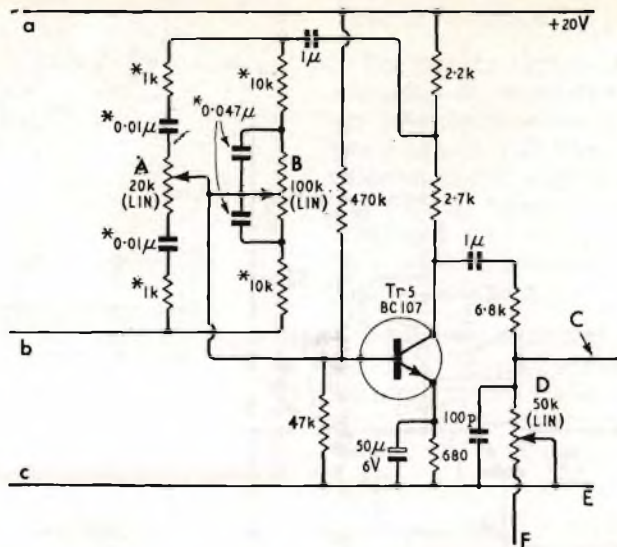 a
+20V
*1k
*10k
1μ
2.2k
*0.047μ
*0.01μ
A
20k
(LIN)
B
100k
(LIN)
470k
2.7k
1μ
*0.01μ
Tr5
BC107
6.8k
*1k
*10k
C
b
D
50k
(LIN)
47k
100p
50μ
6V
680
c
E
F